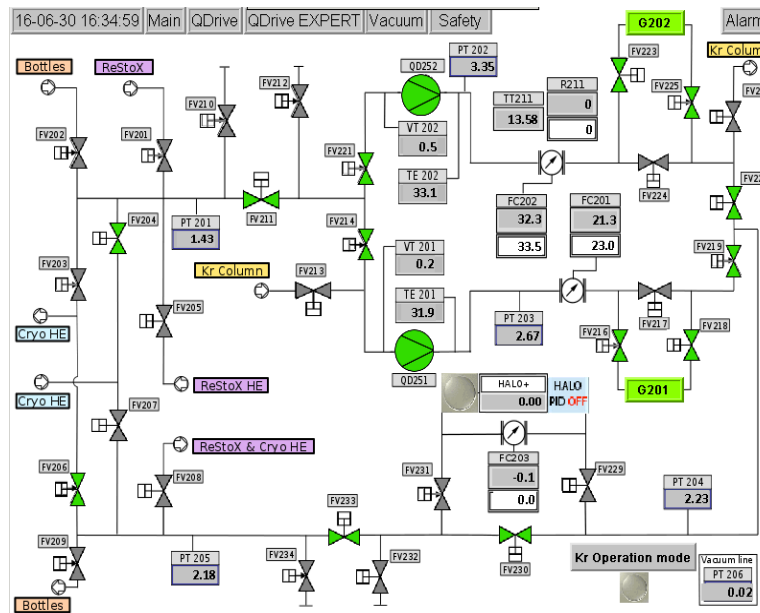 16-06-30 16:34:59 Main QDrive QDrive EXPERT Vacuum Safety Alarm
G202
PT 202
3.35
QD252
FV223
Kr Colum
Bottles
ReStoX
FV212
FV210
R211
0
0
TT211
13.58
FV225
FV202
FV201
VT 202
0.5
FV221
TE 202
33.1
FV224
FV204
FV211
PT 201
1.43
FV214
FC202
32.3
33.5
FC201
21.3
23.0
FV219
VT 201
0.2
FV203
Kr Column
FV213
TE 201
31.9
FV205
PT 203
2.67
FV216
FV217
FV218
Cryo HE
QD251
Cryo HE
ReStoX HE
HALO+
0.00
HALO
PID OFF
G201
FV207
ReStoX & Cryo HE
FV206
FV208
FV231
FC203
-0.1
0.0
FV229
PT 204
2.23
FV233
FV209
PT 205
2.18
FV234
FV232
FV230
Kr Operation mode
Vacuum line
PT 206
0.02
Bottles